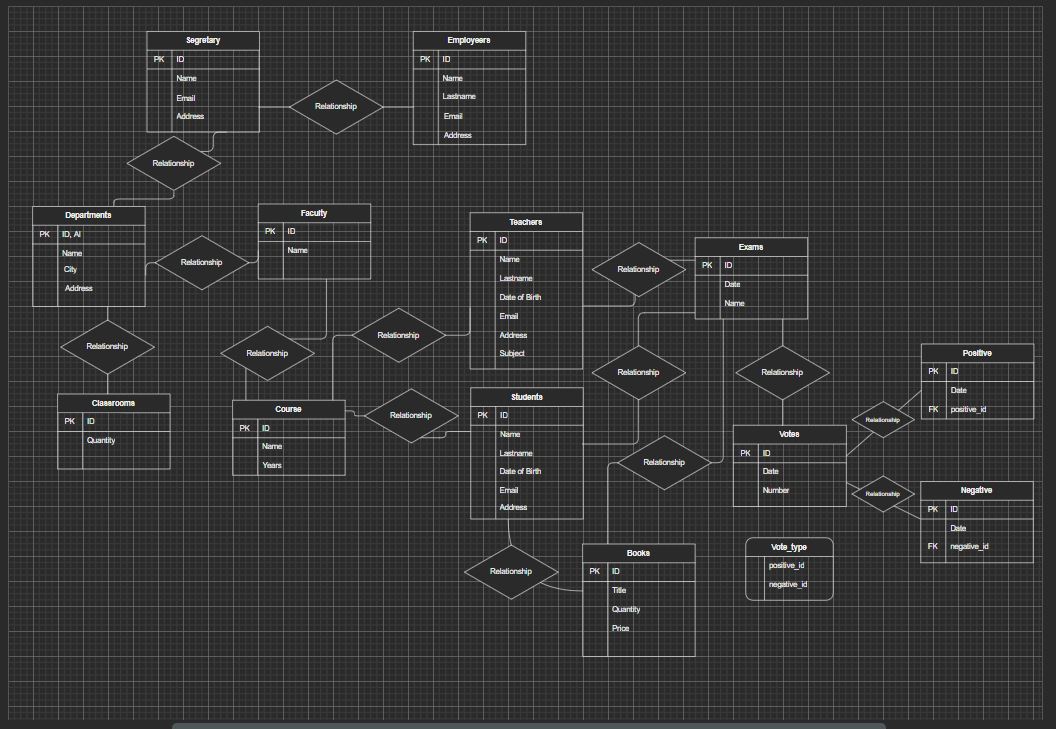 Segretary
PK ID
Name
Email
Address
Employeers
PK ID
Name
Lastname
Email
Address
Relationship
Relationship
Departments
PK ID, AI
Name
City
Address
Relationship
Faculty
PK ID
Name
Teachers
PK ID
Name
Lastname
Date of Birth
Email
Address
Subject
Relationship
Exams
PK ID
Date
Name
Relationship
Relationship
Relationship
Relationship
Relationship
Positive
PK ID
Date
FK positive_id
Classrooms
PK ID
Quantity
Course
PK ID
Name
Years
Relationship
Students
PK ID
Name
Lastname
Date of Birth
Email
Address
Relationship
Votes
PK ID
Date
Number
Relationship
Relationship
Negative
PK ID
Date
FK negative_id
Relationship
Books
PK ID
Title
Quantity
Price
Vote_type
positive_id
negative_id